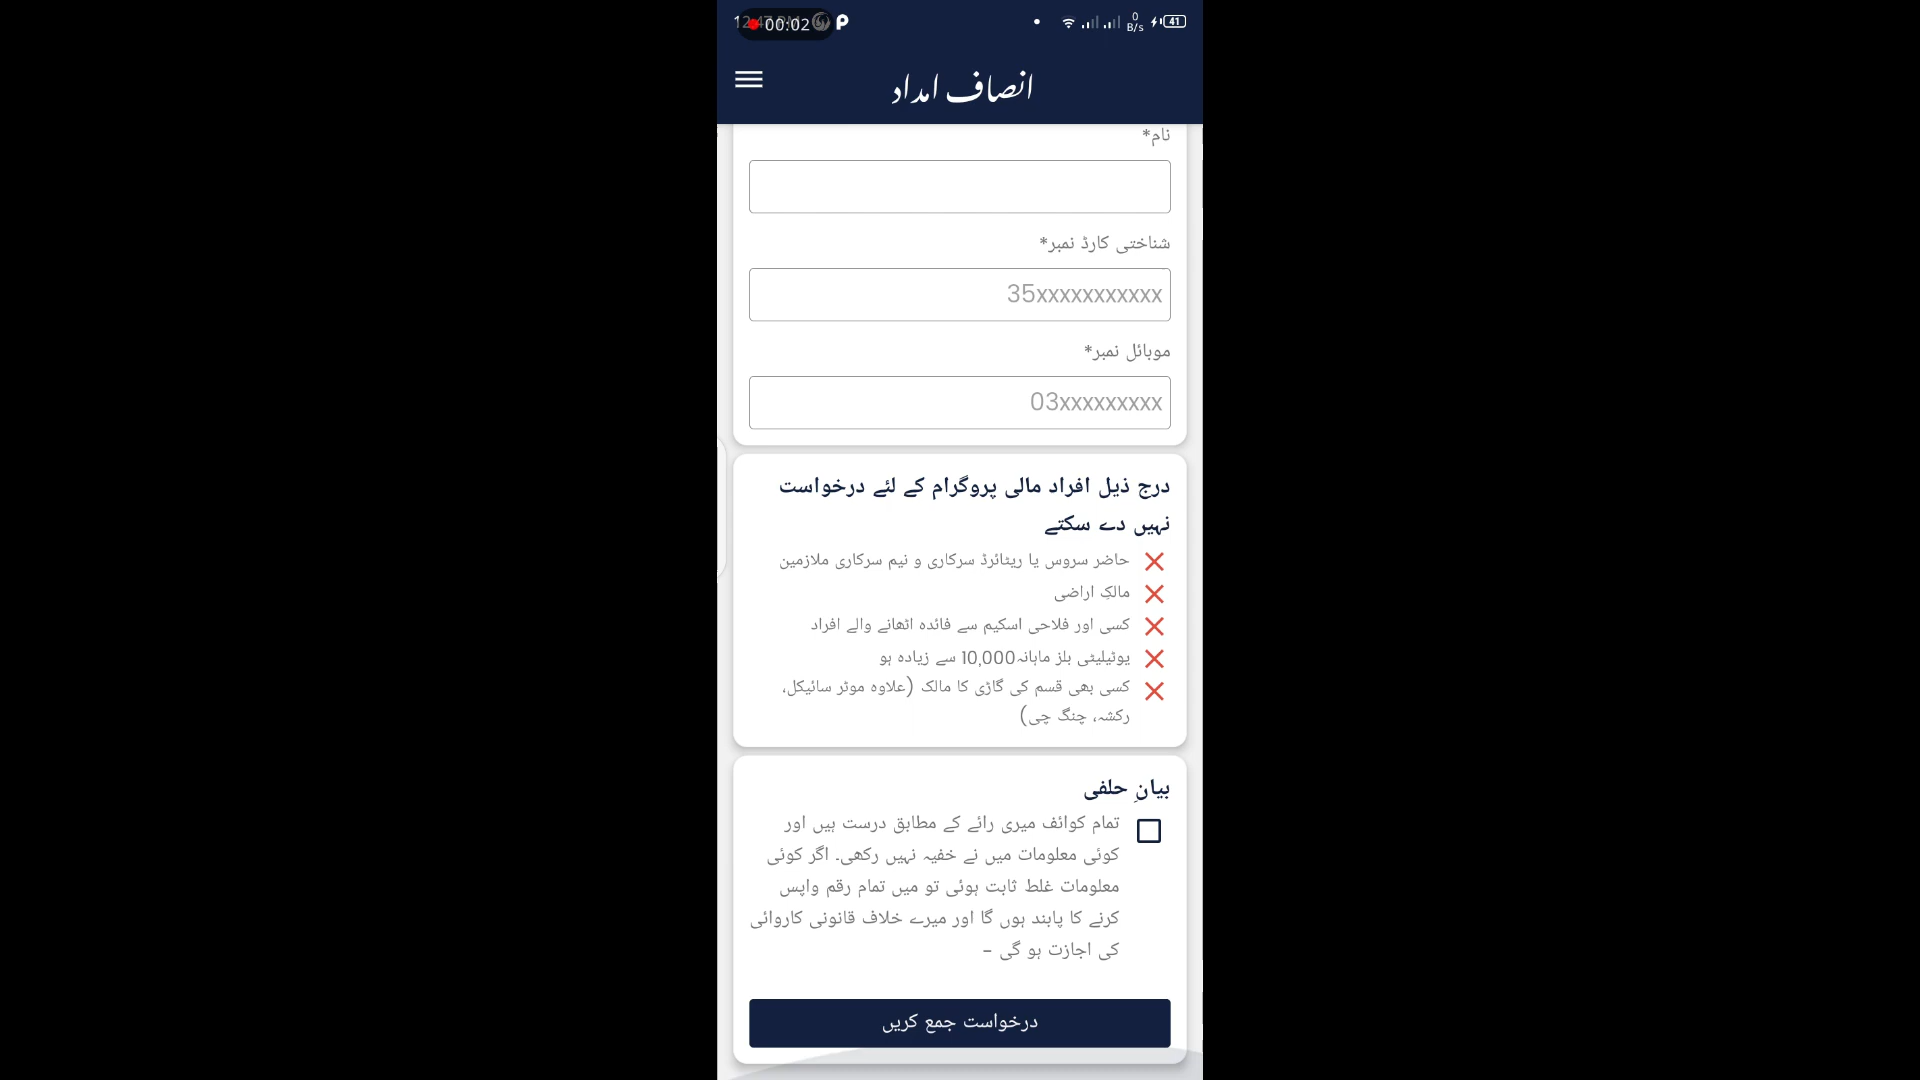 00:02
0
B/s
41
انصاف امداد
نام*
شناختی کارڈ نمبر*
35xxxxxxxxxxx
موبائل نمبر*
03xxxxxxxxx
درج ذیل افراد مالی پروگرام کے لئے درخواست
نہیں دے سکتے
حاضر سروس یا ریٹائرڈ سرکاری و نیم سرکاری ملازمین
مالکِ اراضی
کسی اور فلاحی اسکیم سے فائدہ اٹھانے والے افراد
یوٹیلیٹی بلز ماہانہ10,000 سے زیادہ ہو
کسی بھی قسم کی گاڑی کا مالک (علاوہ موٹر سائیکل،
رکشہ، چنگ چی)
بیانِ حلفی
تمام کوائف میری رائے کے مطابق درست ہیں اور
کوئی معلومات میں نے خفیہ نہیں رکھی۔ اگر کوئی
معلومات غلط ثابت ہوئی تو میں تمام رقم واپس
کرنے کا پابند ہوں گا اور میرے خلاف قانونی کاروائی
کی اجازت ہو گی –
درخواست جمع کریں